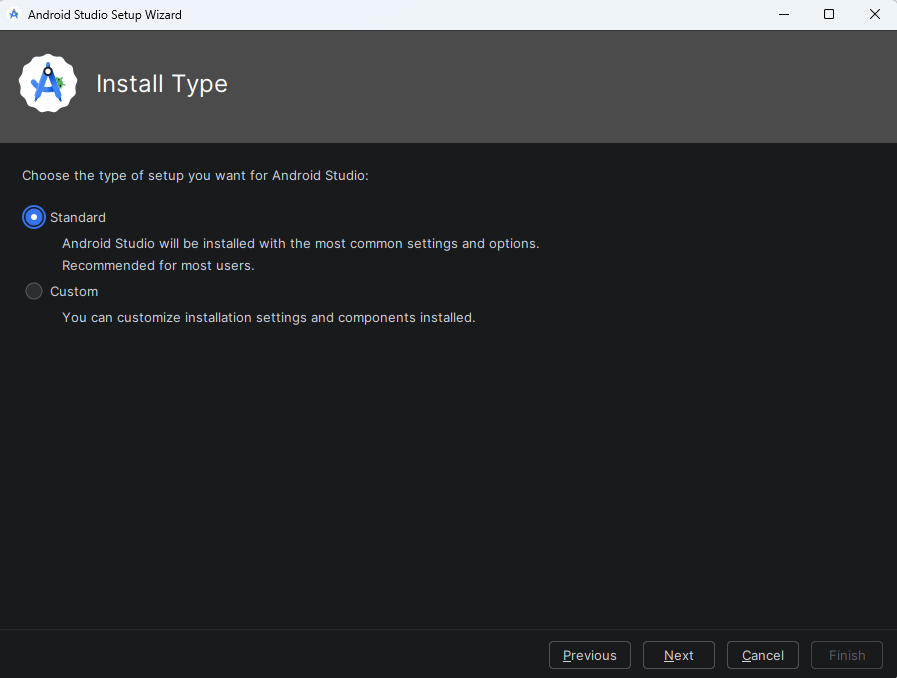 Android Studio Setup Wizard
Install Type
Choose the type of setup you want for Android Studio:
Standard
Android Studio will be installed with the most common settings and options.
Recommended for most users.
Custom
You can customize installation settings and components installed.
Previous Next Cancel Finish